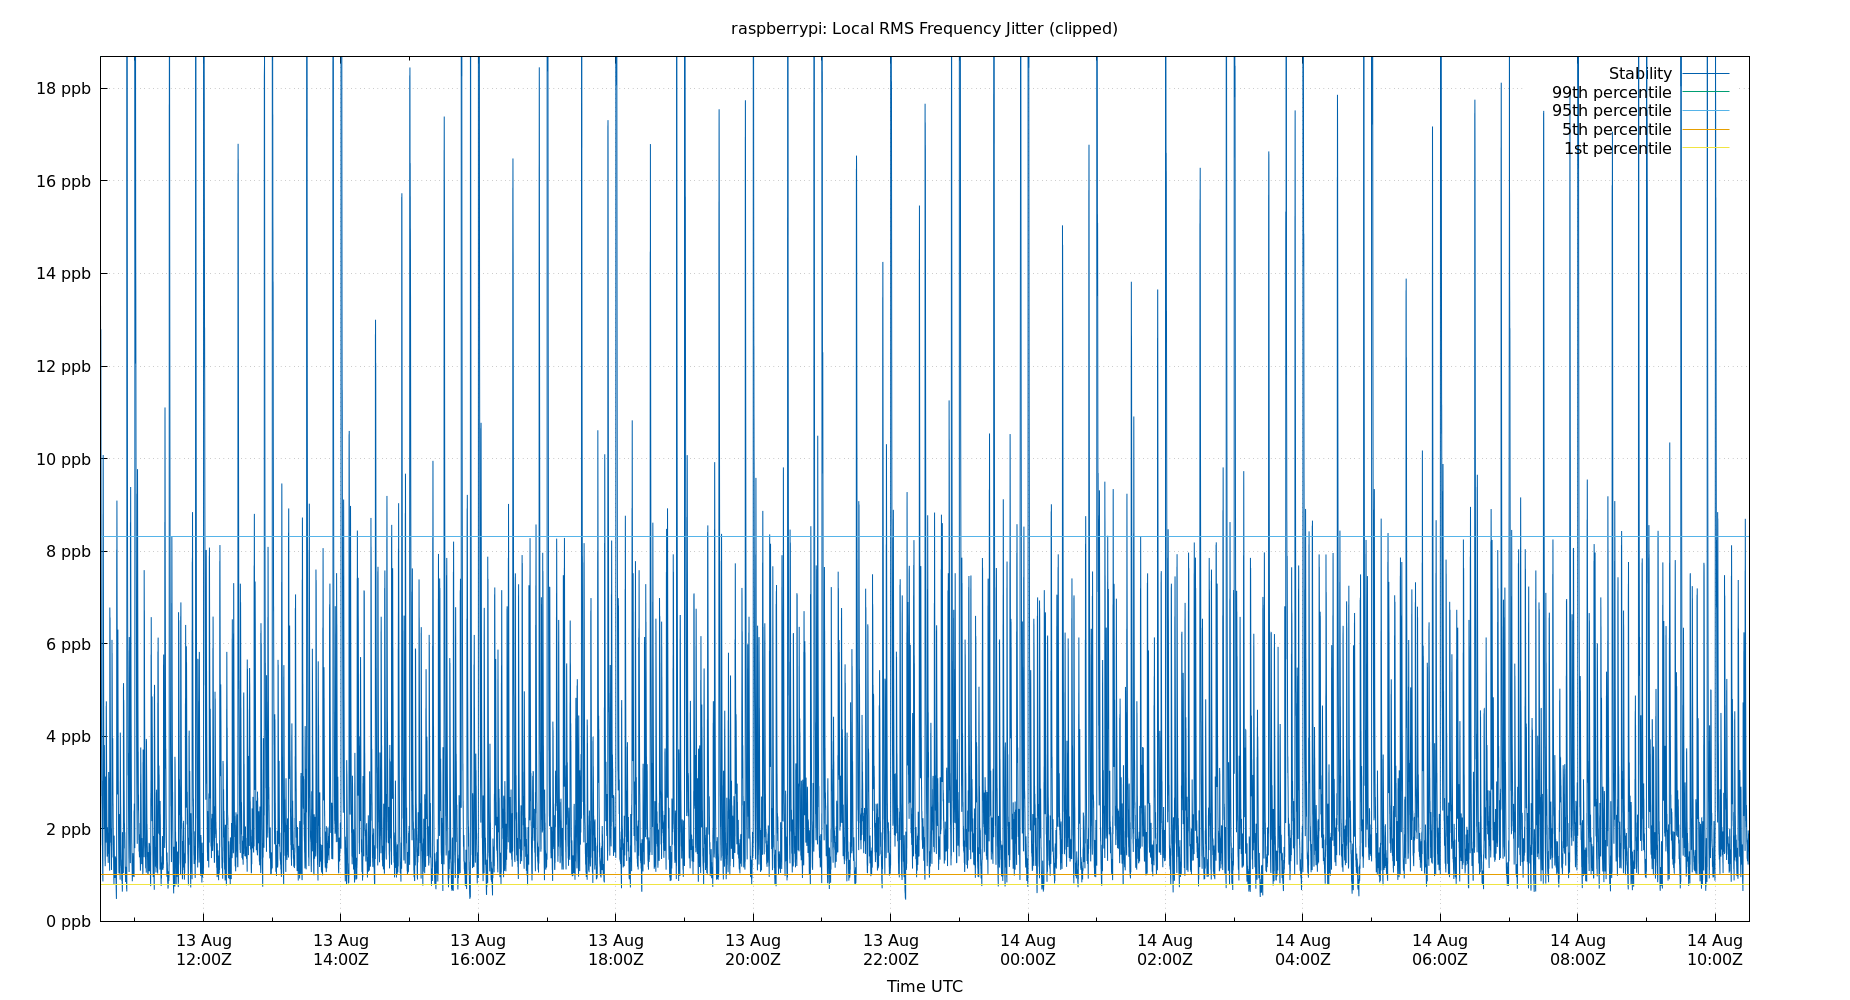 raspberrypi: Local RMS Frequency Jitter (clipped)
18 ppb
16 ppb
14 ppb
12 ppb
10 ppb
8 ppb
6 ppb
4 ppb
2 ppb
0 ppb
Stability
99th percentile
95th percentile
5th percentile
1st percentile
13 Aug 13 Aug 13 Aug 13 Aug 13 Aug 13 Aug 14 Aug 14 Aug 14 Aug 14 Aug 14 Aug 14 Aug
12:00Z 14:00Z 16:00Z 18:00Z 20:00Z 22:00Z 00:00Z 02:00Z 04:00Z 06:00Z 08:00Z 10:00Z
Time UTC